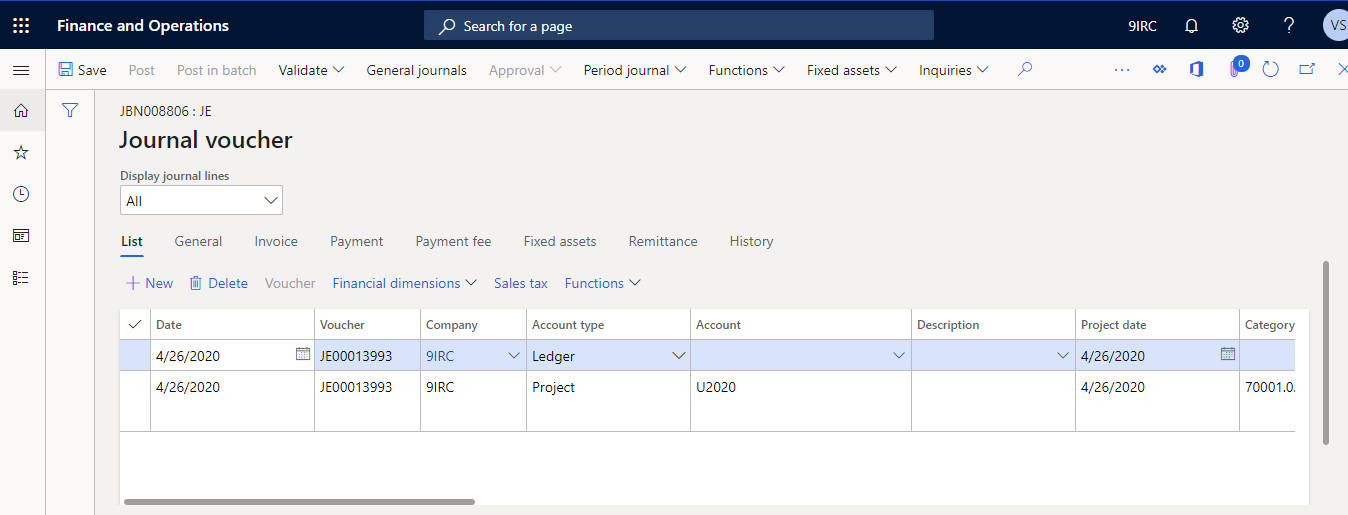 Finance and Operations
Search for a page
9IRC
?
VS
Save
Post
Post in batch
Validate
General journals
Approval
Period journal
Functions
Fixed assets
Inquiries
...
0
JBN008806 : JE
Journal voucher
Display journal lines
All
List
General
Invoice
Payment
Payment fee
Fixed assets
Remittance
History
New
Delete
Voucher
Financial dimensions
Sales tax
Functions
Date Voucher Company Account type Account Description Project date Category
4/26/2020 JE00013993 9IRC Ledger 4/26/2020
4/26/2020 JE00013993 9IRC Project U2020 4/26/2020 70001.0.